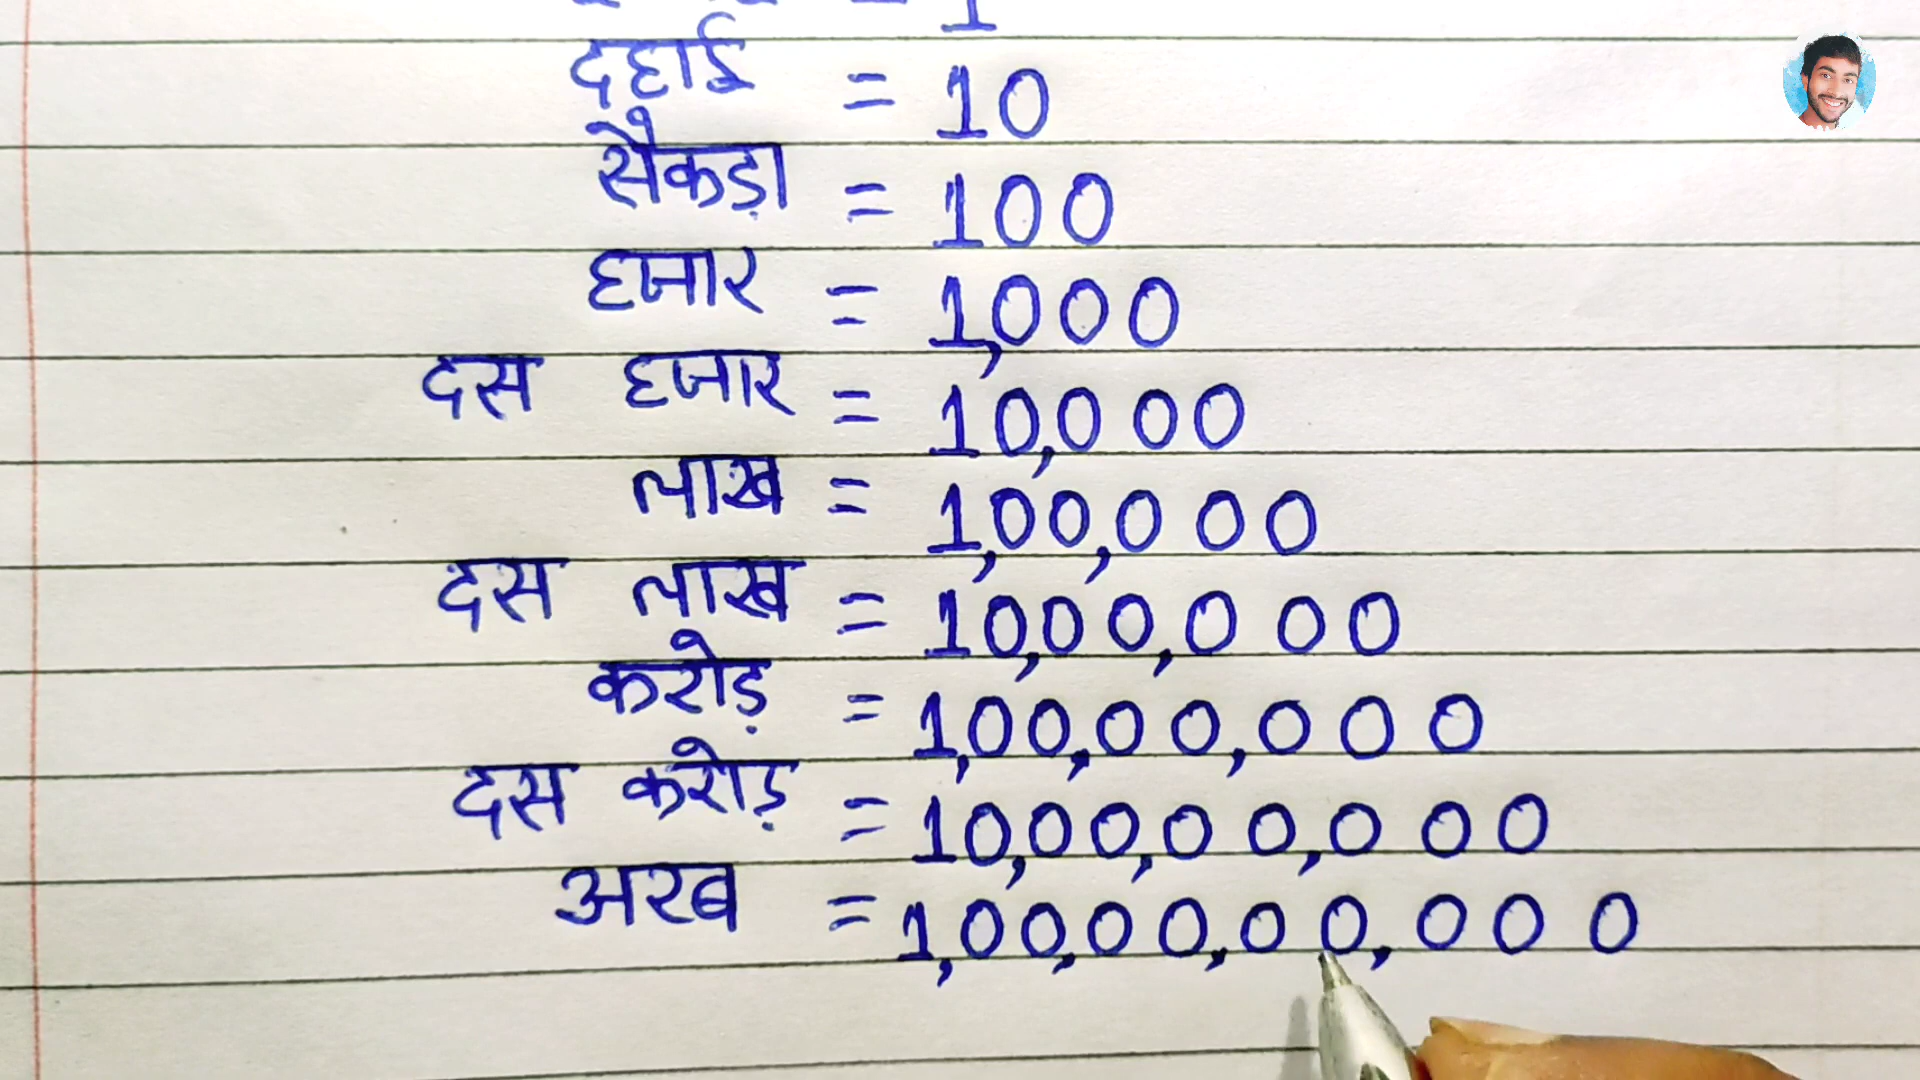 दहाई = 10
सैकड़ा = 100
हजार = 1,000
दस हजार = 10,000
लाख = 1,00,000
दस लाख = 10,00,000
करोड़ = 1,00,00,000
दस करोड़ = 10,00,00,000
अरब = 1,00,00,00,000